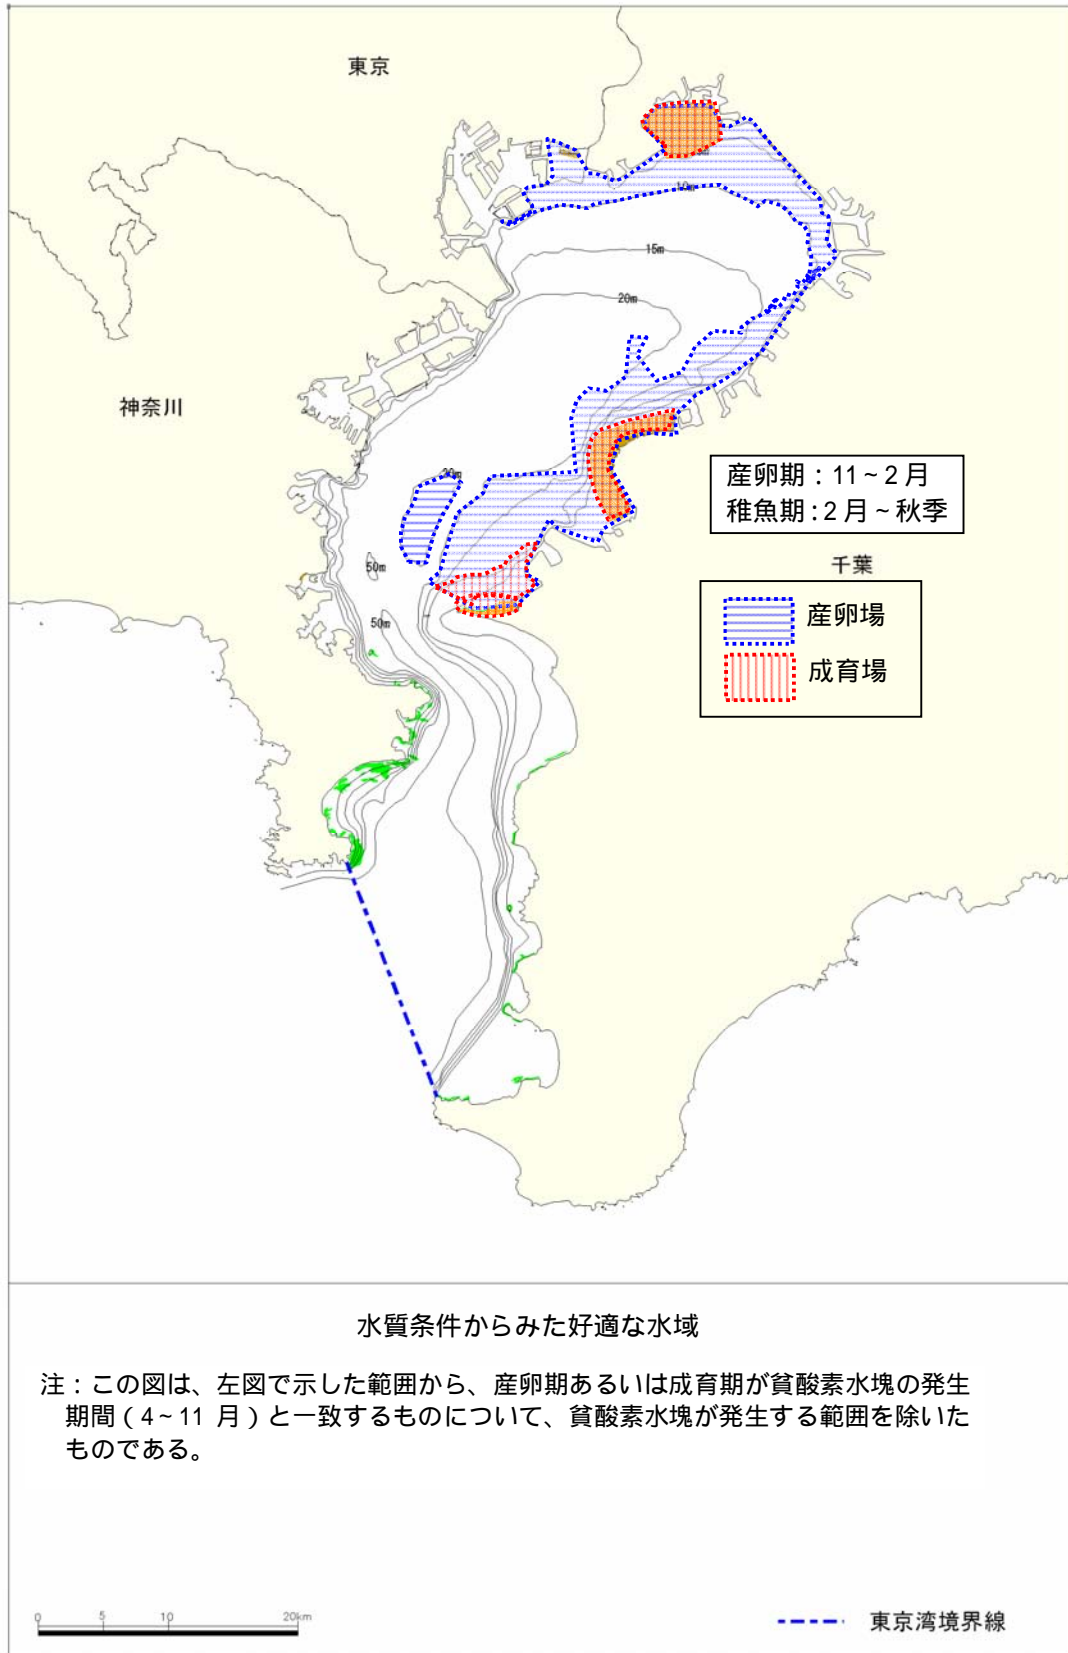 東京
10m
15m
20m
神奈川
産卵期：11～2月
稚魚期：2月～秋季
千葉
50m
産卵場
50m
成育場
水質条件からみた好適な水域
注：この図は、左図で示した範囲から、産卵期あるいは成育期が貧酸素水塊の発生
期間（4～11 月）と一致するものについて、貧酸素水塊が発生する範囲を除いた
ものである。
0 5 10 20km
東京湾境界線